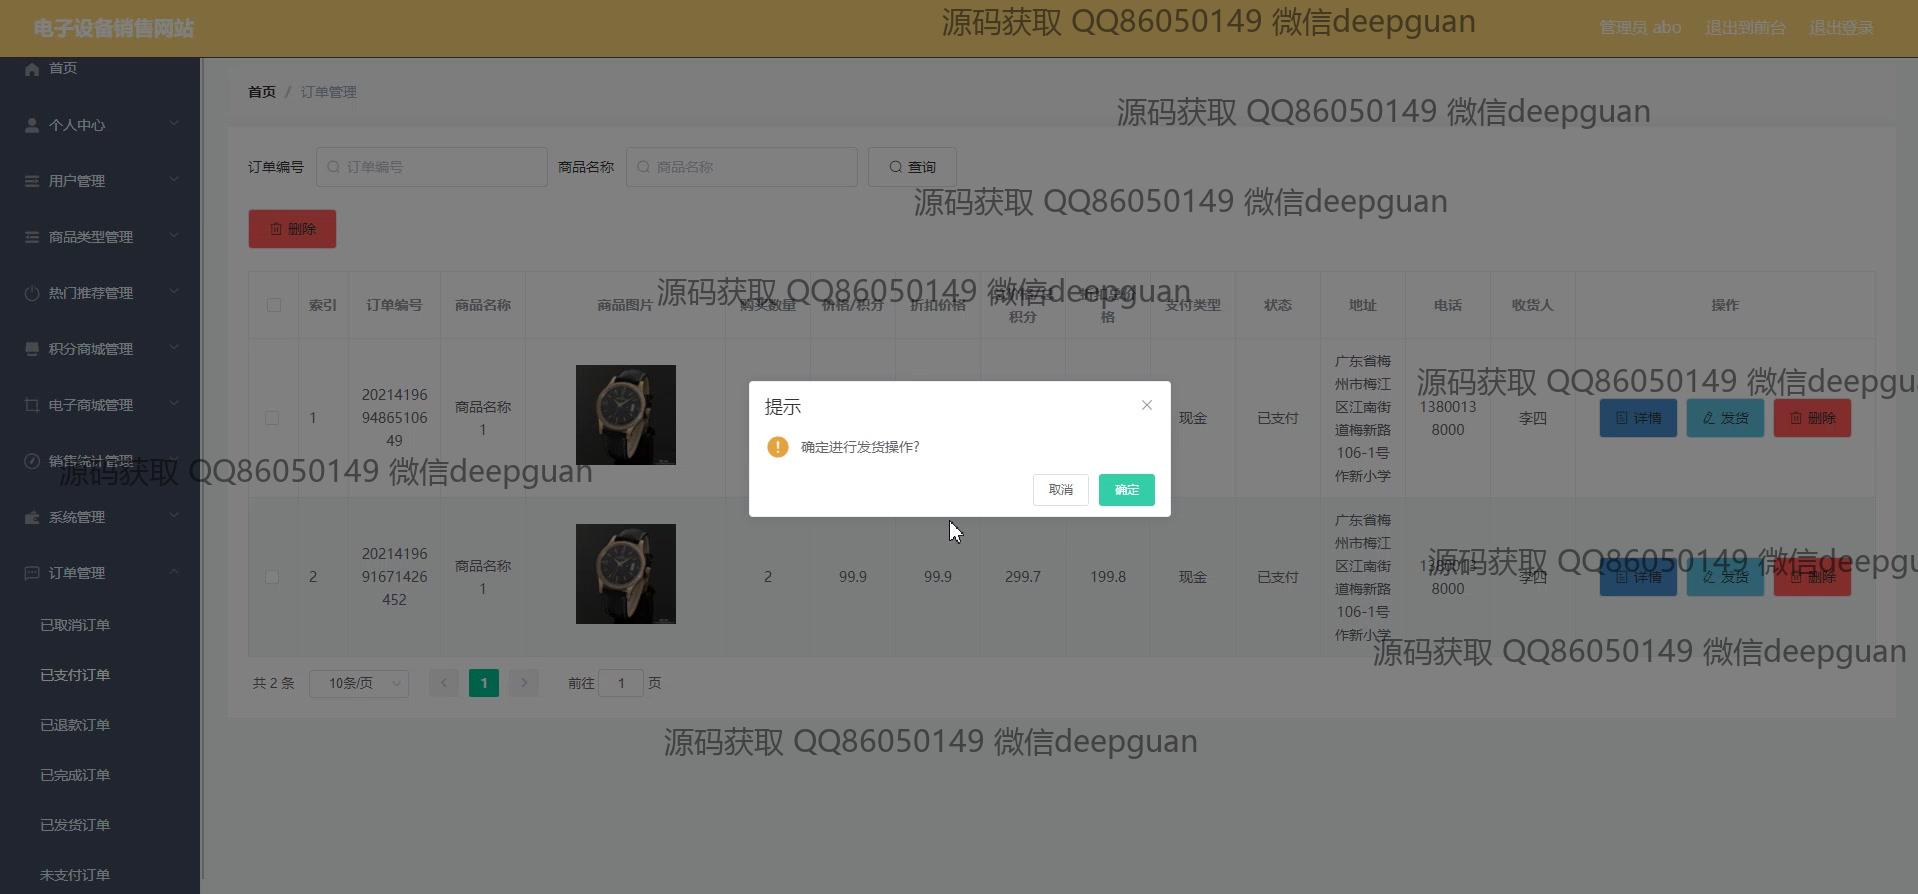 电子设备销售网站
源码获取 QQ86050149 微信deepguan
管理员 abo
退出到前台
退出登录
首页
个人中心
用户管理
商品类型管理
热门推荐管理
积分商城管理
电子商城管理
销售统计管理
系统管理
订单管理
已取消订单
已支付订单
已退款订单
已完成订单
已发货订单
未支付订单
首页 / 订单管理
源码获取 QQ86050149 微信deepguan
订单编号 订单编号 商品名称 商品名称 查询
源码获取 QQ86050149 微信deepguan
删除
源码获取 QQ86050149 微信deepguan
索引 订单编号 商品名称 商品图片 购买数量 价格/积分 折扣价格
积分
格
支付类型 状态 地址 电话 收货人 操作
1
20214196
94865106
49
商品名称
1
现金 已支付
广东省梅
州市梅江
区江南街
道梅新路
106-1号
作新小学
1380013
8000
李四
详情 发货 删除
源码获取 QQ86050149 微信deepgu
提示
确定进行发货操作?
取消 确定
源码获取 QQ86050149 微信deepguan
2
20214196
91671426
452
商品名称
1
2 99.9 99.9 299.7 199.8 现金 已支付
广东省梅
州市梅江
区江南街
道梅新路
106-1号
作新小学
1380013
8000
李四
详情 发货 删除
源码获取 QQ86050149 微信deepgu
源码获取 QQ86050149 微信deepguan
共 2 条 10条/页 1 前往 1 页
源码获取 QQ86050149 微信deepguan